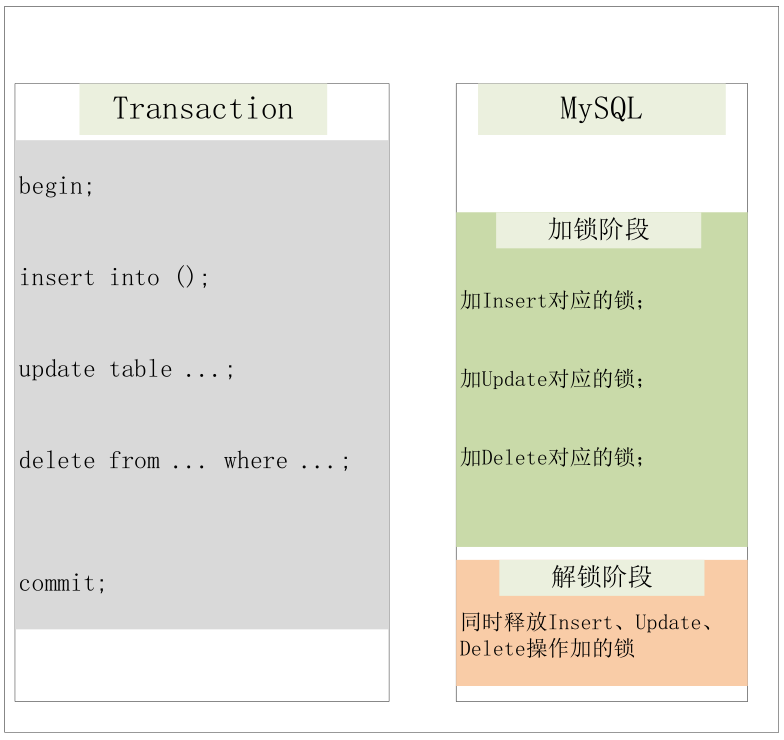 Transaction
begin;
insert into ();
update table ...;
delete from ... where ...;
commit;
MySQL
加锁阶段
加Insert对应的锁;
加Update对应的锁;
加Delete对应的锁;
解锁阶段
同时释放Insert、Update、
Delete操作加的锁